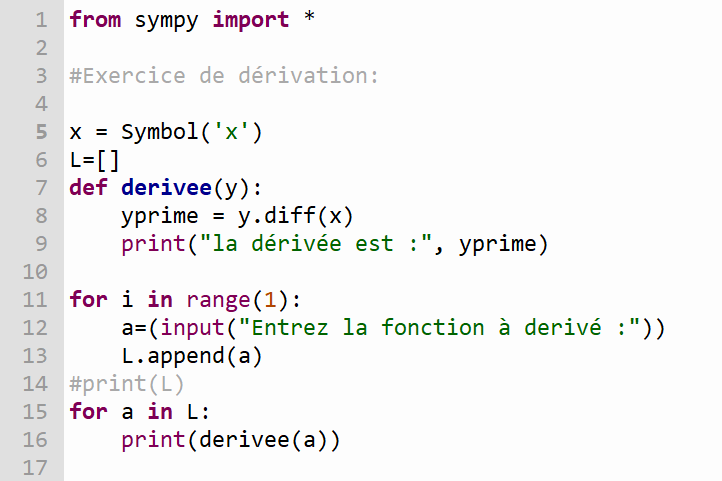 1 from sympy import *
2
3 #Exercice de dérivation:
4
5 x = Symbol('x')
6 L=[]
7 def derivee(y):
8     yprime = y.diff(x)
9     print("la dérivée est :", yprime)
10
11 for i in range(1):
12     a=(input("Entrez la fonction à derivé :"))
13     L.append(a)
14 #print(L)
15 for a in L:
16     print(derivee(a))
17